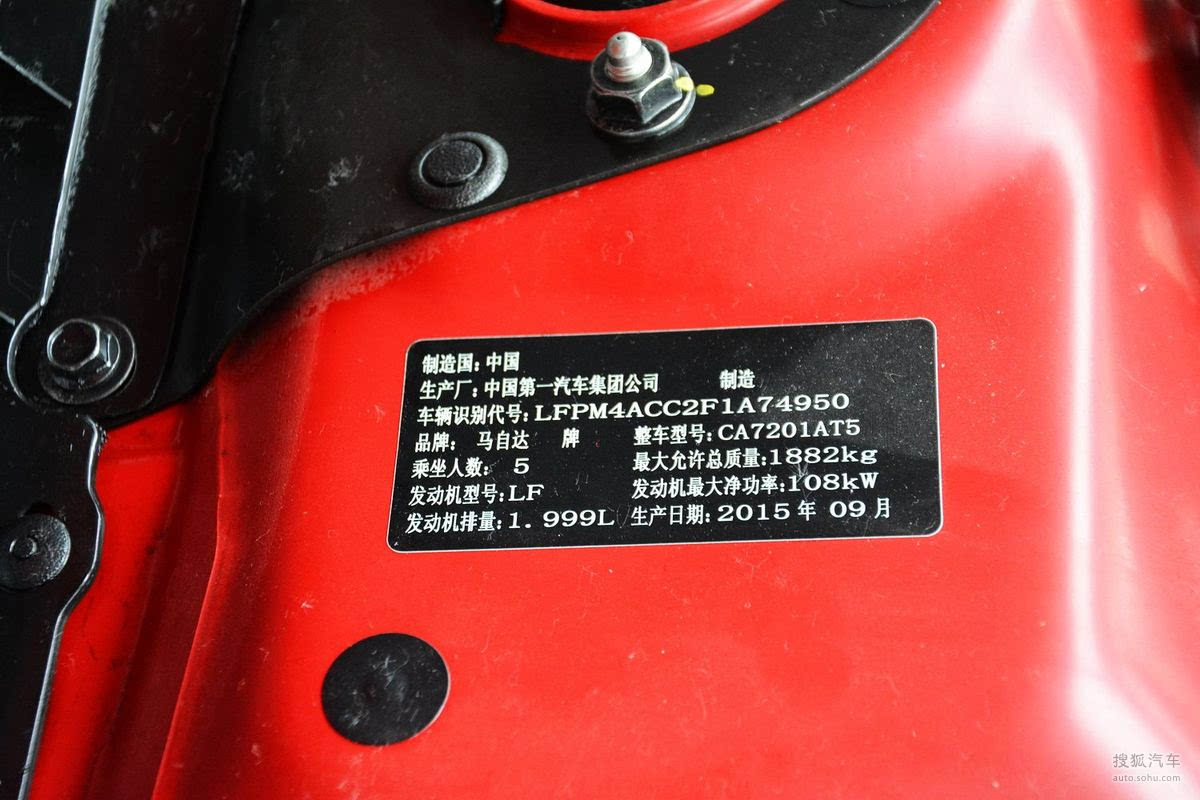 制造国: 中国
生产厂: 中国第一汽车集团公司 制造
车辆识别代号: LFPM4ACC2F1A74950
品牌: 马自达 牌 整车型号: CA7201AT5
乘坐人数: 5 最大允许总质量: 1882kg
发动机型号: LF 发动机最大净功率: 108kW
发动机排量: 1. 999L 生产日期: 2015年 09月
搜狐汽车
auto.sohu.com